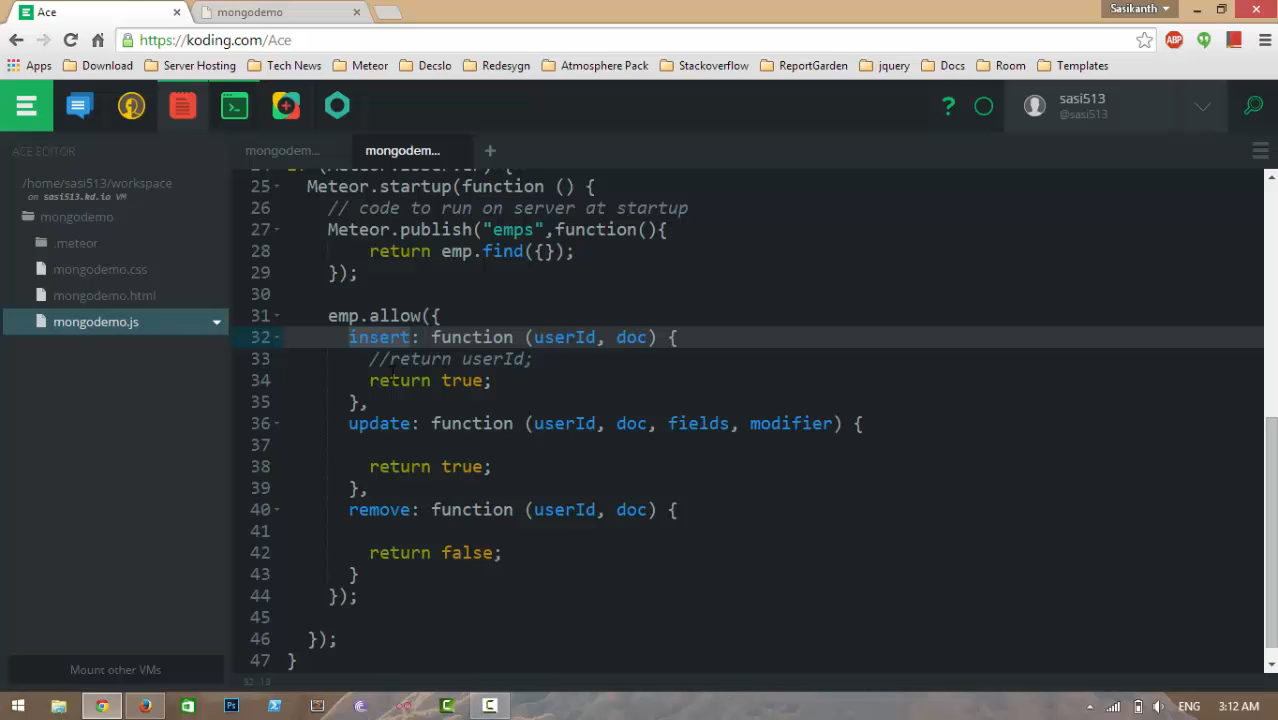 Ace
mongodemo
Sasikanth
https://koding.com/Ace
Apps
Download
Server Hosting
Tech News
Meteor
Decslo
Redesygn
Atmosphere Pack
Stackoverflow
ReportGarden
jquery
Docs
Room
Templates
ABP
sasi513
@sasi513
ACE EDITOR
mongodem...
mongodem...
/home/sasi513/workspace
on sasi513.kd.io VM
mongodemo
.meteor
mongodemo.css
mongodemo.html
mongodemo.js
Mount other VMs
25 Meteor.startup(function () {
26 // code to run on server at startup
27 Meteor.publish("emps",function(){
28 return emp.find({});
29 });
30
31 emp.allow({
32 insert: function (userId, doc) {
33 //return userId;
34 return true;
35 },
36 update: function (userId, doc, fields, modifier) {
37
38 return true;
39 },
40 remove: function (userId, doc) {
41
42 return false;
43 }
44 });
45
46 });
47 }
32:13
ENG
3:12 AM